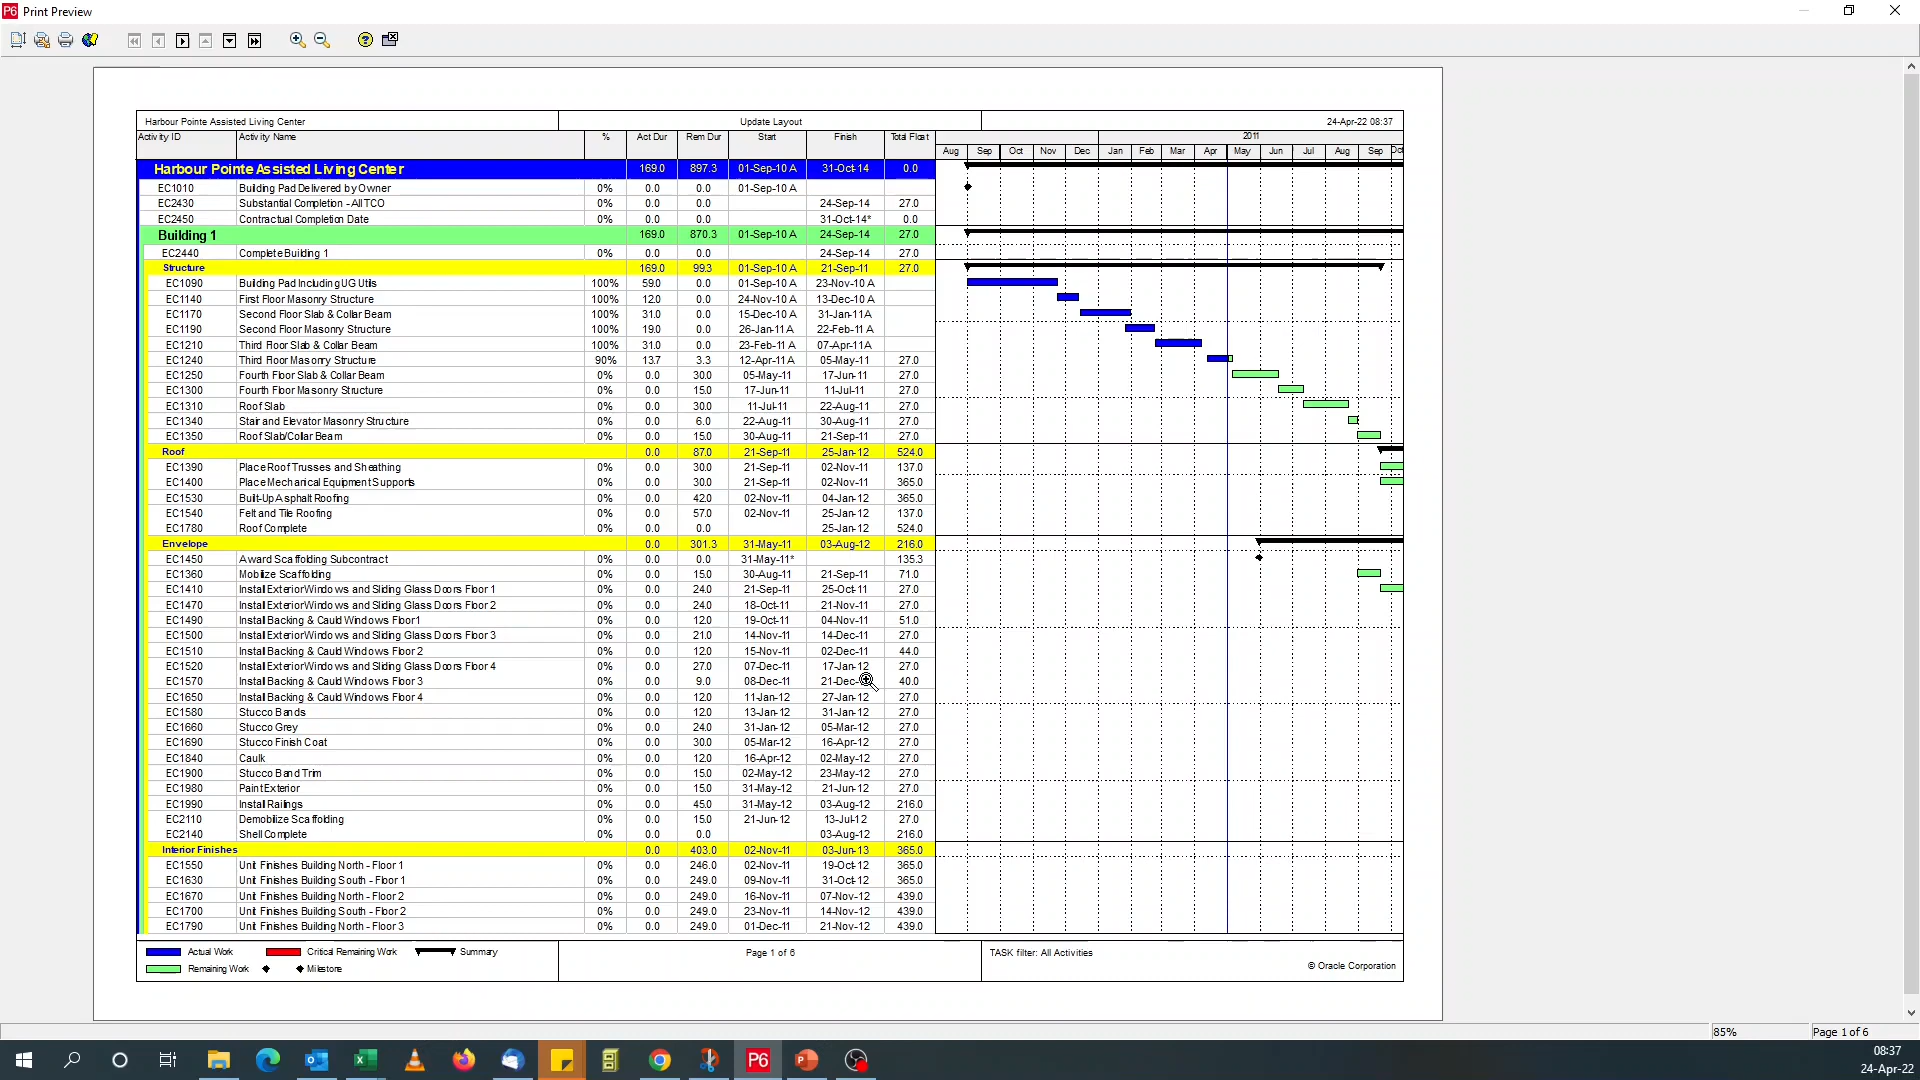 P6 Print Preview
Harbour Pointe Assisted Living Center Update Layout 24-Apr-22 08:37
Activity ID Activity Name % Act Dur Rem Dur Start Finish Total Float 2011
Aug Sep Oct Nov Dec Jan Feb Mar Apr May Jun Jul Aug Sep Oct
Harbour Pointe Assisted Living Center 169.0 897.3 01-Sep-10 A 31-Oct-14 0.0
EC1010 Building Pad Delivered by Owner 0% 0.0 0.0 01-Sep-10 A
EC2430 Substantial Completion - All TCO 0% 0.0 0.0 24-Sep-14 27.0
EC2450 Contractual Completion Date 0% 0.0 0.0 31-Oct-14* 0.0
Building 1 169.0 870.3 01-Sep-10 A 24-Sep-14 27.0
EC2440 Complete Building 1 0% 0.0 0.0 24-Sep-14 27.0
Structure 169.0 99.3 01-Sep-10 A 21-Sep-11 27.0
EC1090 Building Pad Including UG Utils 100% 59.0 0.0 01-Sep-10 A 23-Nov-10 A
EC1140 First Floor Masonry Structure 100% 12.0 0.0 24-Nov-10 A 13-Dec-10 A
EC1170 Second Floor Slab & Collar Beam 100% 31.0 0.0 15-Dec-10 A 31-Jan-11 A
EC1190 Second Floor Masonry Structure 100% 19.0 0.0 26-Jan-11 A 22-Feb-11 A
EC1210 Third Floor Slab & Collar Beam 100% 31.0 0.0 23-Feb-11 A 07-Apr-11 A
EC1240 Third Floor Masonry Structure 90% 13.7 3.3 12-Apr-11 A 05-May-11 27.0
EC1250 Fourth Floor Slab & Collar Beam 0% 0.0 30.0 05-May-11 17-Jun-11 27.0
EC1300 Fourth Floor Masonry Structure 0% 0.0 15.0 17-Jun-11 11-Jul-11 27.0
EC1310 Roof Slab 0% 0.0 30.0 11-Jul-11 22-Aug-11 27.0
EC1340 Stair and Elevator Masonry Structure 0% 0.0 6.0 22-Aug-11 30-Aug-11 27.0
EC1350 Roof Slab/Collar Beam 0% 0.0 15.0 30-Aug-11 21-Sep-11 27.0
Roof 0.0 87.0 21-Sep-11 25-Jan-12 524.0
EC1390 Place Roof Trusses and Sheathing 0% 0.0 30.0 21-Sep-11 02-Nov-11 137.0
EC1400 Place Mechanical Equipment Supports 0% 0.0 30.0 21-Sep-11 02-Nov-11 365.0
EC1530 Built-Up Asphalt Roofing 0% 0.0 42.0 02-Nov-11 04-Jan-12 365.0
EC1540 Felt and Tile Roofing 0% 0.0 57.0 02-Nov-11 25-Jan-12 137.0
EC1780 Roof Complete 0% 0.0 0.0 25-Jan-12 524.0
Envelope 0.0 301.3 31-May-11 03-Aug-12 216.0
EC1450 Award Scaffolding Subcontract 0% 0.0 0.0 31-May-11* 135.3
EC1360 Mobilize Scaffolding 0% 0.0 15.0 30-Aug-11 21-Sep-11 71.0
EC1410 Install Exterior Windows and Sliding Glass Doors Floor 1 0% 0.0 24.0 21-Sep-11 25-Oct-11 27.0
EC1470 Install Exterior Windows and Sliding Glass Doors Floor 2 0% 0.0 24.0 18-Oct-11 21-Nov-11 27.0
EC1490 Install Backing & Cauld Windows Floor1 0% 0.0 12.0 19-Oct-11 04-Nov-11 51.0
EC1500 Install Exterior Windows and Sliding Glass Doors Floor 3 0% 0.0 21.0 14-Nov-11 14-Dec-11 27.0
EC1510 Install Backing & Cauld Windows Floor 2 0% 0.0 12.0 15-Nov-11 02-Dec-11 44.0
EC1520 Install Exterior Windows and Sliding Glass Doors Floor 4 0% 0.0 27.0 07-Dec-11 17-Jan-12 27.0
EC1570 Install Backing & Cauld Windows Floor 3 0% 0.0 9.0 08-Dec-11 21-Dec- 40.0
EC1650 Install Backing & Cauld Windows Floor 4 0% 0.0 12.0 11-Jan-12 27-Jan-12 27.0
EC1580 Stucco Bands 0% 0.0 12.0 13-Jan-12 31-Jan-12 27.0
EC1660 Stucco Grey 0% 0.0 24.0 31-Jan-12 05-Mar-12 27.0
EC1690 Stucco Finish Coat 0% 0.0 30.0 05-Mar-12 16-Apr-12 27.0
EC1840 Caulk 0% 0.0 12.0 16-Apr-12 02-May-12 27.0
EC1900 Stucco Band Trim 0% 0.0 15.0 02-May-12 23-May-12 27.0
EC1980 Paint Exterior 0% 0.0 15.0 31-May-12 21-Jun-12 27.0
EC1990 Install Railings 0% 0.0 45.0 31-May-12 03-Aug-12 216.0
EC2110 Demobilize Scaffolding 0% 0.0 15.0 21-Jun-12 13-Jul-12 27.0
EC2140 Shell Complete 0% 0.0 0.0 03-Aug-12 216.0
Interior Finishes 0.0 403.0 02-Nov-11 03-Jun-13 365.0
EC1550 Unit Finishes Building North - Floor 1 0% 0.0 246.0 02-Nov-11 19-Oct-12 365.0
EC1630 Unit Finishes Building South - Floor 1 0% 0.0 249.0 09-Nov-11 31-Oct-12 365.0
EC1670 Unit Finishes Building North - Floor 2 0% 0.0 249.0 16-Nov-11 07-Nov-12 439.0
EC1700 Unit Finishes Building South - Floor 2 0% 0.0 249.0 23-Nov-11 14-Nov-12 439.0
EC1790 Unit Finishes Building North - Floor 3 0% 0.0 249.0 01-Dec-11 21-Nov-12 439.0
Actual Work Critical Remaining Work Summary
Remaining Work Milestone
Page 1 of 6
TASK filter: All Activities
© Oracle Corporation
85% Page 1 of 6
P6
08:37
24-Apr-22